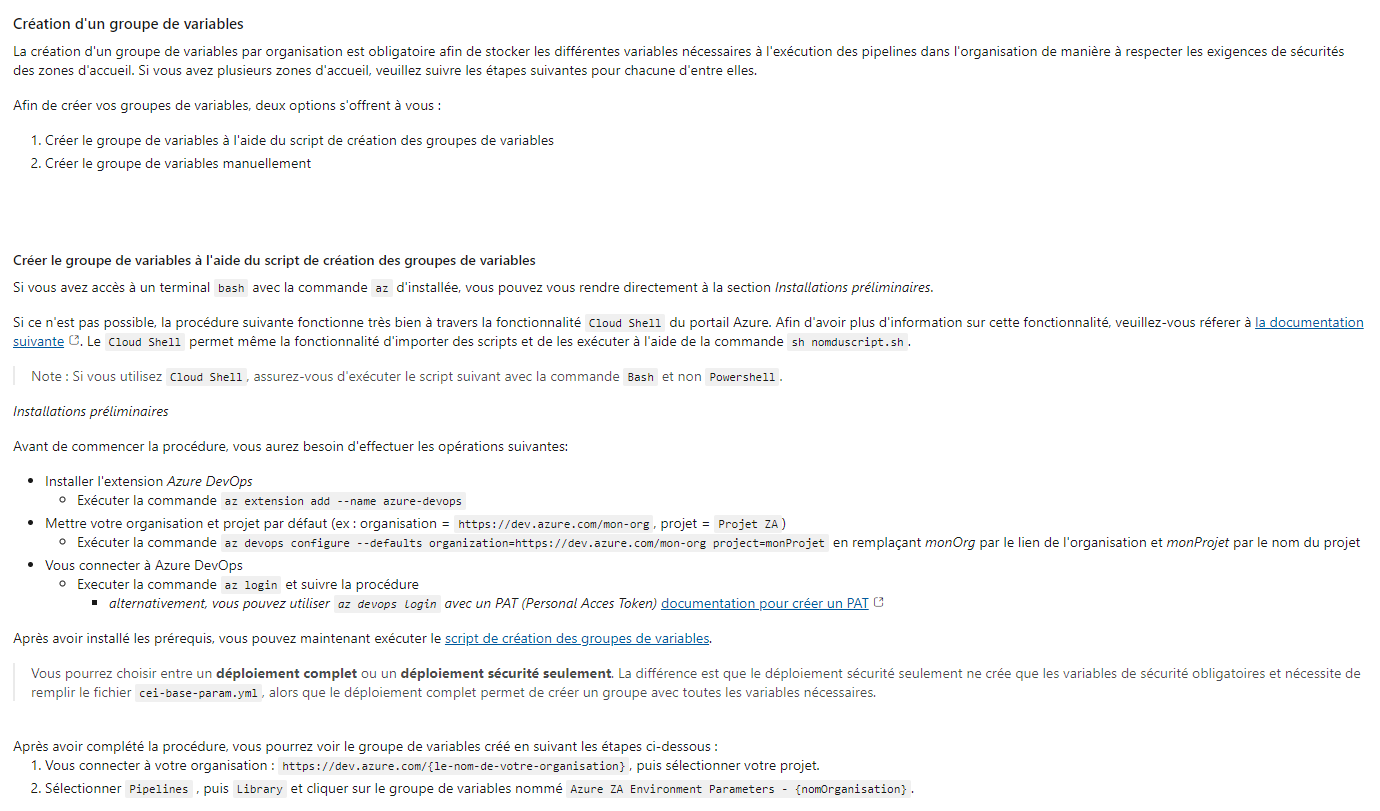 Création d'un groupe de variables
La création d'un groupe de variables par organisation est obligatoire afin de stocker les différentes variables nécessaires à l'exécution des pipelines dans l'organisation de manière à respecter les exigences de sécurités
des zones d'accueil. Si vous avez plusieurs zones d'accueil, veuillez suivre les étapes suivantes pour chacune d'entre elles.
Afin de créer vos groupes de variables, deux options s'offrent à vous :
1. Créer le groupe de variables à l'aide du script de création des groupes de variables
2. Créer le groupe de variables manuellement
Créer le groupe de variables à l'aide du script de création des groupes de variables
Si vous avez accès à un terminal bash avec la commande az d'installée, vous pouvez vous rendre directement à la section Installations préliminaires.
Si ce n'est pas possible, la procédure suivante fonctionne très bien à travers la fonctionnalité Cloud Shell du portail Azure. Afin d'avoir plus d'information sur cette fonctionnalité, veuillez-vous réferer à la documentation
suivante. Le Cloud Shell permet même la fonctionnalité d'importer des scripts et de les exécuter à l'aide de la commande sh nomduscript.sh.
Note : Si vous utilisez Cloud Shell, assurez-vous d'exécuter le script suivant avec la commande Bash et non Powershell.
Installations préliminaires
Avant de commencer la procédure, vous aurez besoin d'effectuer les opérations suivantes:
• Installer l'extension Azure DevOps
◦ Exécuter la commande az extension add --name azure-devops
• Mettre votre organisation et projet par défaut (ex : organisation = https://dev.azure.com/mon-org, projet = Projet ZA)
◦ Exécuter la commande az devops configure --defaults organization=https://dev.azure.com/mon-org project=monProjet en remplaçant monOrg par le lien de l'organisation et monProjet par le nom du projet
• Vous connecter à Azure DevOps
◦ Executer la commande az login et suivre la procédure
▪ alternativement, vous pouvez utiliser az devops login avec un PAT (Personal Acces Token) documentation pour créer un PAT
Après avoir installé les prérequis, vous pouvez maintenant exécuter le script de création des groupes de variables.
Vous pourrez choisir entre un déploiement complet ou un déploiement sécurité seulement. La différence est que le déploiement sécurité seulement ne crée que les variables de sécurité obligatoires et nécessite de
remplir le fichier cei-base-param.yml, alors que le déploiement complet permet de créer un groupe avec toutes les variables nécessaires.
Après avoir complété la procédure, vous pourrez voir le groupe de variables créé en suivant les étapes ci-dessous :
1. Vous connecter à votre organisation : https://dev.azure.com/{le-nom-de-votre-organisation}, puis sélectionner votre projet.
2. Sélectionner Pipelines , puis Library et cliquer sur le groupe de variables nommé Azure ZA Environment Parameters - {nomOrganisation}.